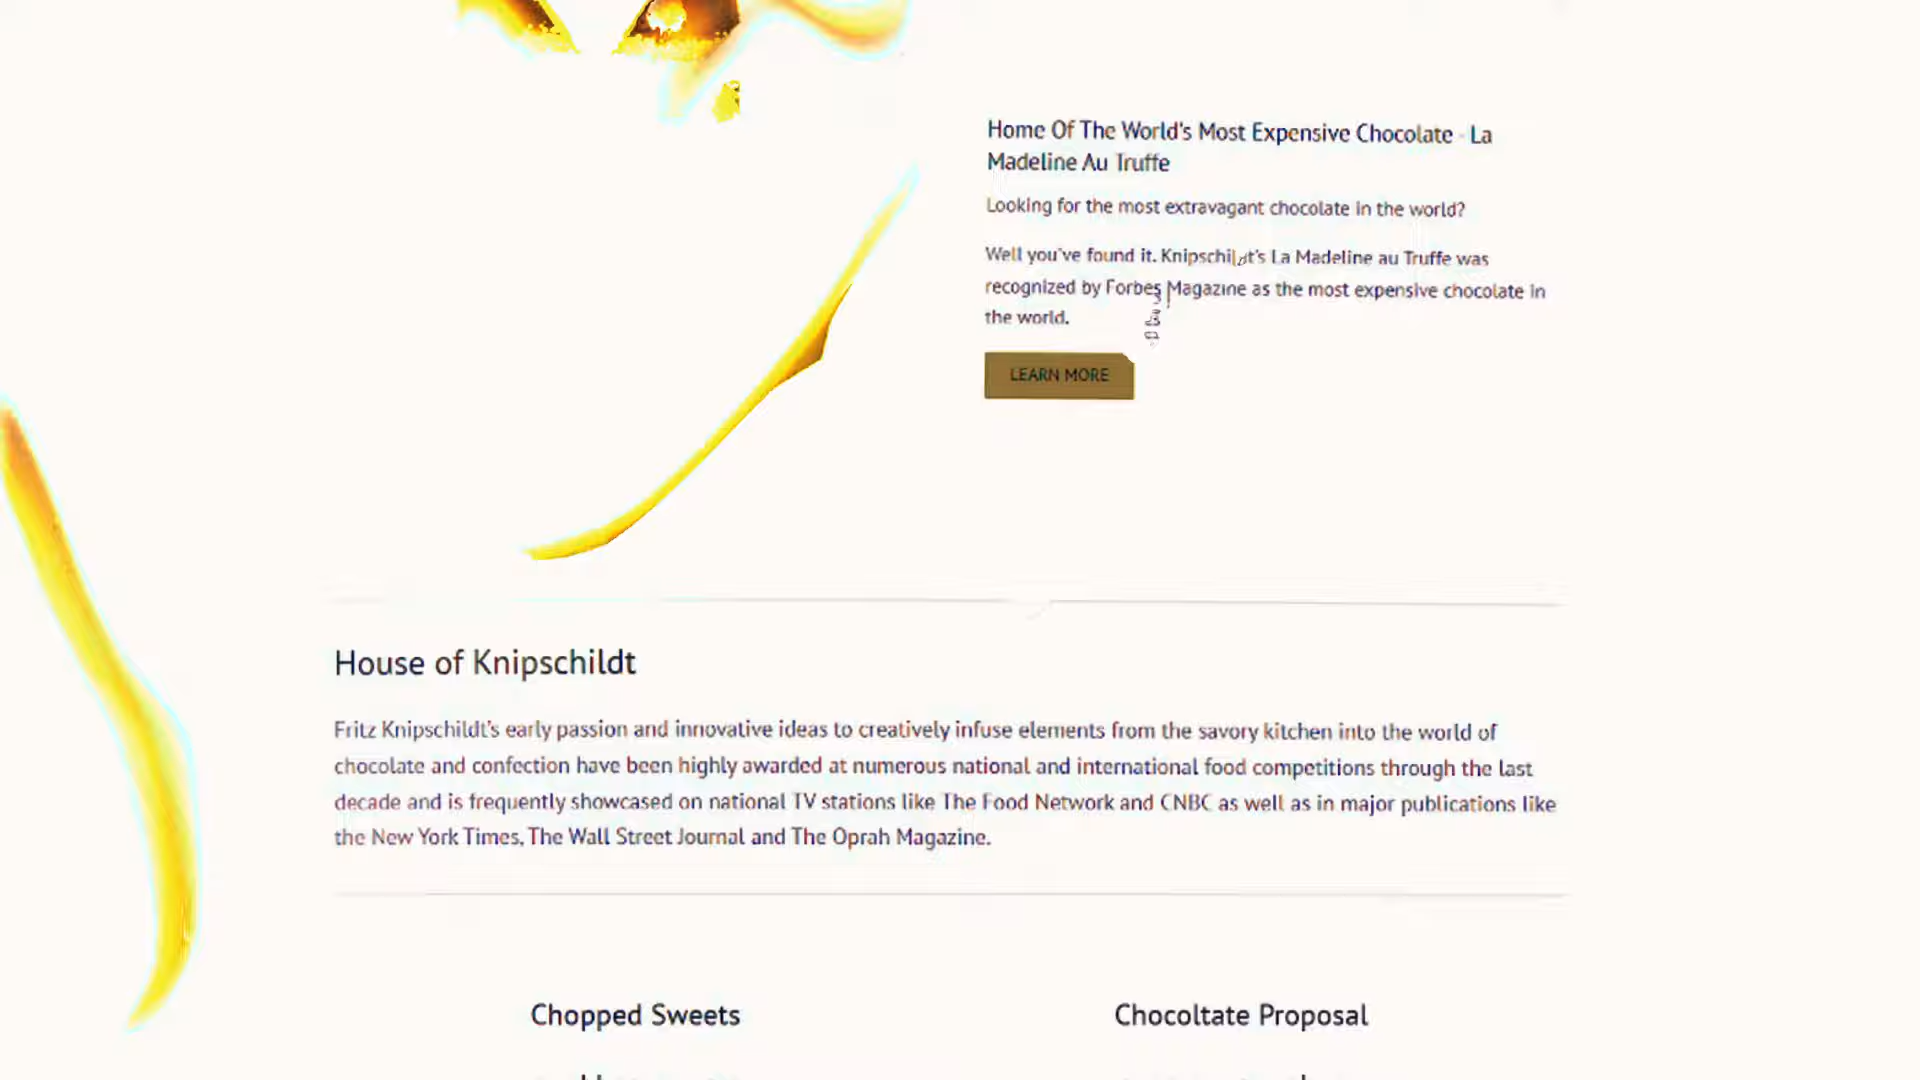 Home Of The World's Most Expensive Chocolate - La
Madeline Au Truffe
Looking for the most extravagant chocolate in the world?
Well you've found it. Knipschildt's La Madeline au Truffe was
recognized by Forbes Magazine as the most expensive chocolate in
the world.
LEARN MORE
House of Knipschildt
Fritz Knipschildt's early passion and innovative ideas to creatively infuse elements from the savory kitchen into the world of
chocolate and confection have been highly awarded at numerous national and international food competitions through the last
decade and is frequently showcased on national TV stations like The Food Network and CNBC as well as in major publications like
the New York Times, The Wall Street Journal and The Oprah Magazine.
Chopped Sweets
Chocoltate Proposal